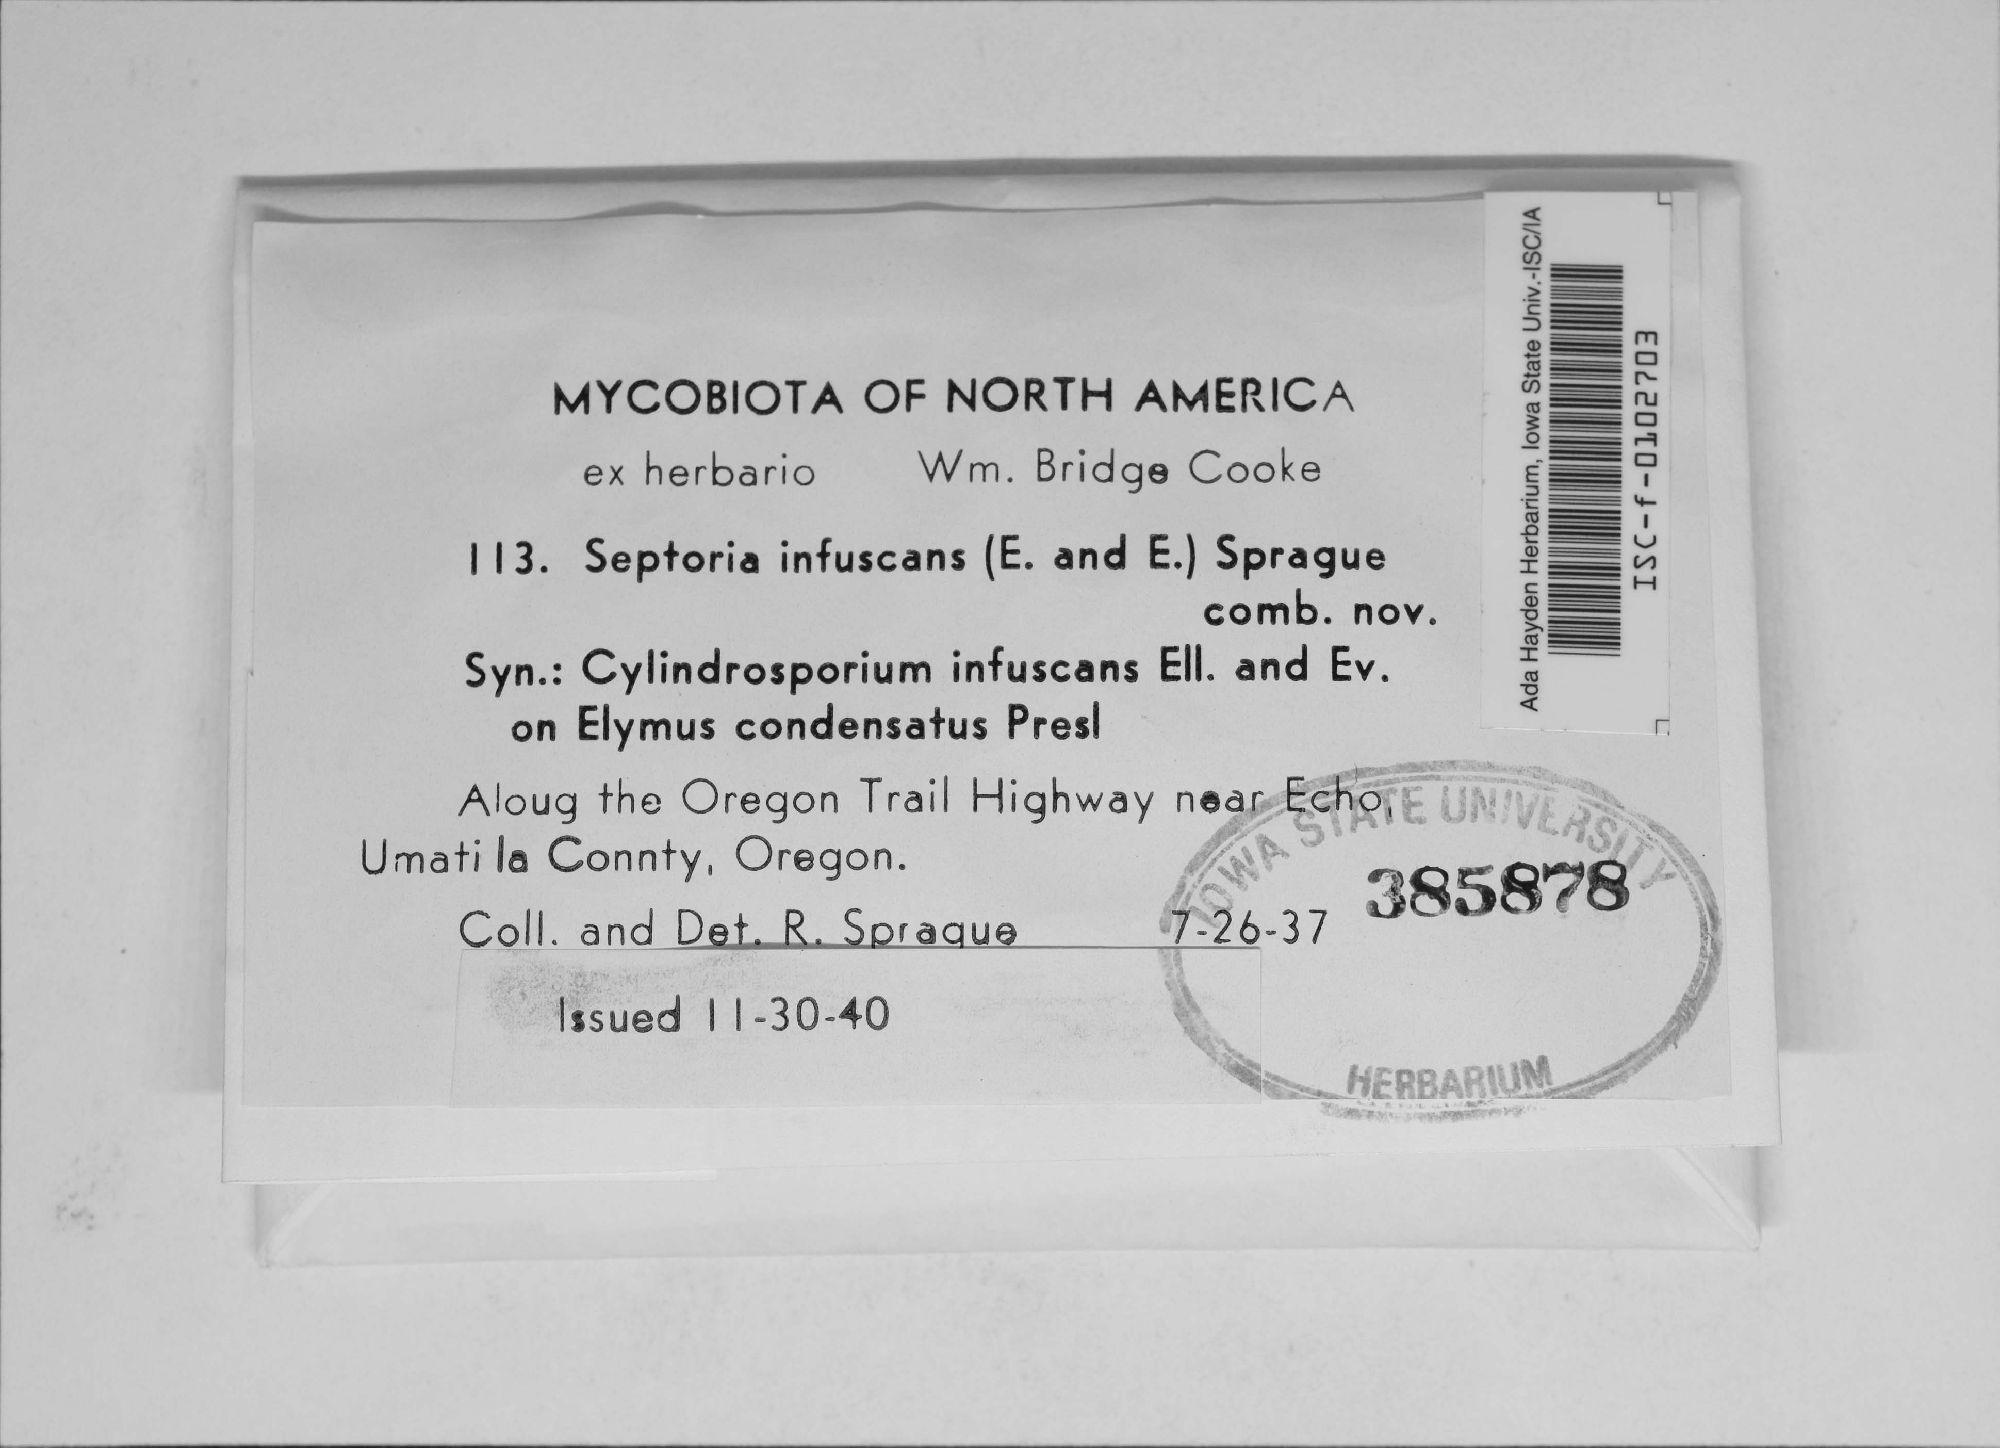 MYCOBIOTA OF NORTH AMERICA
ex herbario Wm. Bridge Cooke
113. Septoria infuscans (E. and E.) Sprague
comb. nov.
Syn.: Cylindrosporium infuscans Ell. and Ev.
on Elymus condensatus Presl
Aloug the Oregon Trail Highway near Echo,
Umati la Connty, Oregon.
Coll. and Det. R. Sprague 7-26-37
Issued 11-30-40
IOWA STATE UNIVERSITY
385878
HERBARIUM
Ada Hayden Herbarium, Iowa State Univ.-ISC/IA
ISC-f-0102703